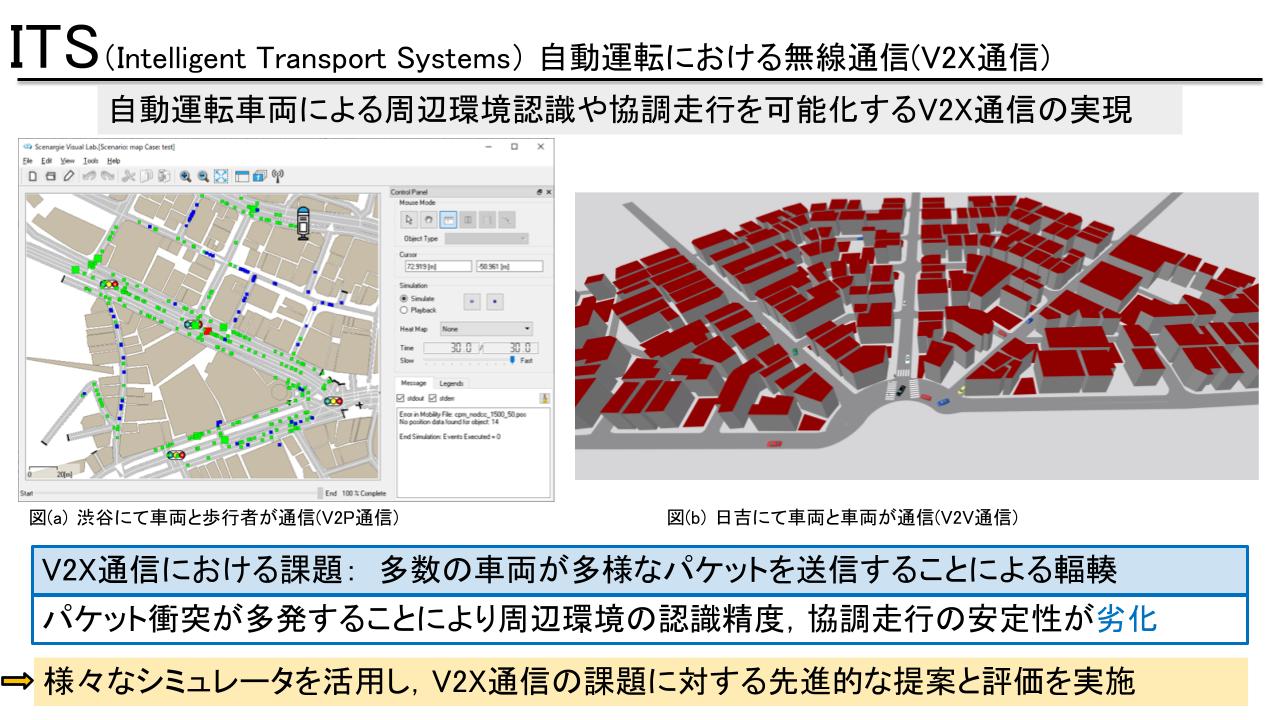 ITS (Intelligent Transport Systems) 自動運転における無線通信(V2X通信)
自動運転車両による周辺環境認識や協調走行を可能化するV2X通信の実現
Scenargie Visual Lab.[Scenario: map Case: test]
File Edit View Tools Help
Control Panel
Mouse Mode
Object Type
Cursor
72.919 [m] -50.961 [m]
Simulation
Simulate
Playback
Heat Map None
Time 30.0 / 30.0
Slow Fast
Message Legends
stdout stderr
Error in Mobility File: cpm_nodcc_1500_50.pos
No position data found for object: 14
End Simulation: Events Executed = 0
0 20[m]
Start End 100 % Complete
図(a) 渋谷にて車両と歩行者が通信(V2P通信)
図(b) 日吉にて車両と車両が通信(V2V通信)
V2X通信における課題： 多数の車両が多様なパケットを送信することによる輻輳
パケット衝突が多発することにより周辺環境の認識精度，協調走行の安定性が劣化
様々なシミュレータを活用し，V2X通信の課題に対する先進的な提案と評価を実施